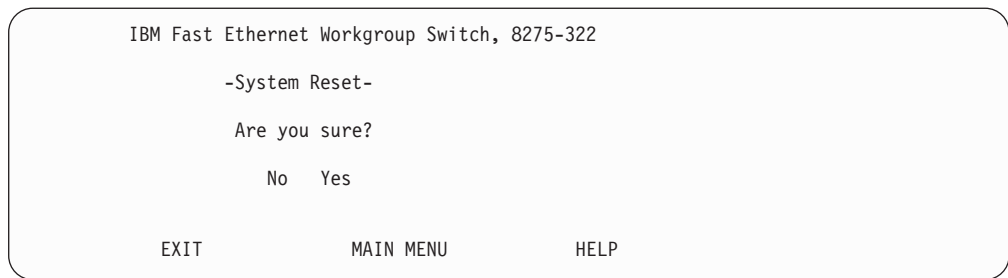 IBM Fast Ethernet Workgroup Switch, 8275-322
-System Reset-
Are you sure?
No Yes
EXIT MAIN MENU HELP